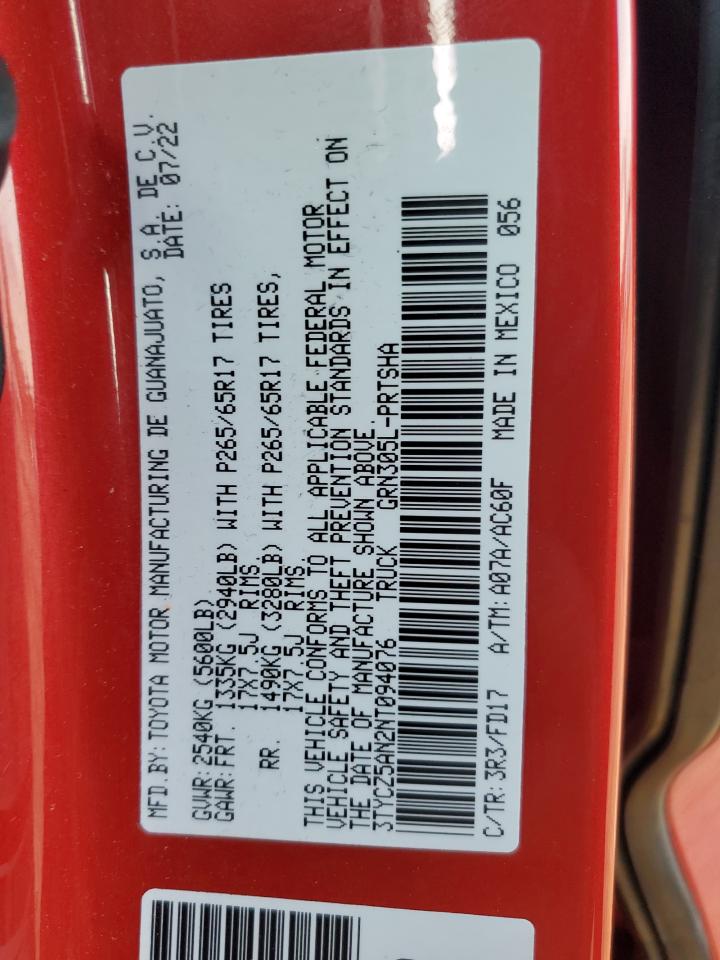 MFD.BY:TOYOTA MOTOR MANUFACTURING DE GUANAJUATO, S.A. DE C.V.
DATE: 07/22
GVWR:2540KG (5600LB)
GAWR:FRT. 1335KG (2940LB) WITH P265/65R17 TIRES
17X7.5J RIMS
RR. 1490KG (3280LB) WITH P265/65R17 TIRES,
17X7.5J RIMS.
THIS VEHICLE CONFORMS TO ALL APPLICABLE FEDERAL MOTOR
VEHICLE SAFETY AND THEFT PREVENTION STANDARDS IN EFFECT ON
THE DATE OF MANUFACTURE SHOWN ABOVE.
3TYCZ5AN2NT094076 TRUCK GRN305L-PRTSHA
C/TR:3R3/FD17 A/TM:A07A/AC60F MADE IN MEXICO 056